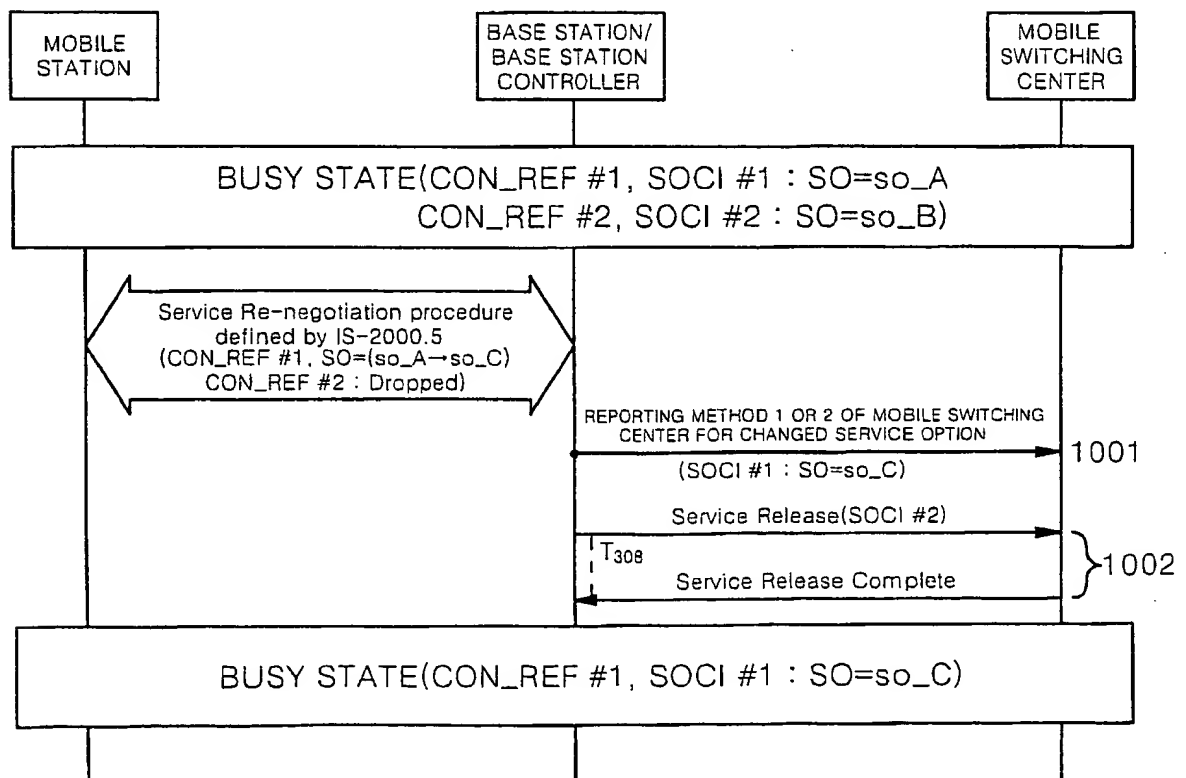 MOBILE
STATION
BASE STATION/
BASE STATION
CONTROLLER
MOBILE
SWITCHING
CENTER
BUSY STATE(CON_REF #1, SOCI #1 : SO=so_A
CON_REF #2, SOCI #2 : SO=so_B)
Service Re-negotiation procedure
defined by IS-2000.5
(CON_REF #1, SO=(so_A→so_C)
CON_REF #2 : Dropped)
REPORTING METHOD 1 OR 2 OF MOBILE SWITCHING
CENTER FOR CHANGED SERVICE OPTION
1001
(SOCI #1 : SO=so_C)
Service Release(SOCI #2)
T308
1002
Service Release Complete
BUSY STATE(CON_REF #1, SOCI #1 : SO=so_C)